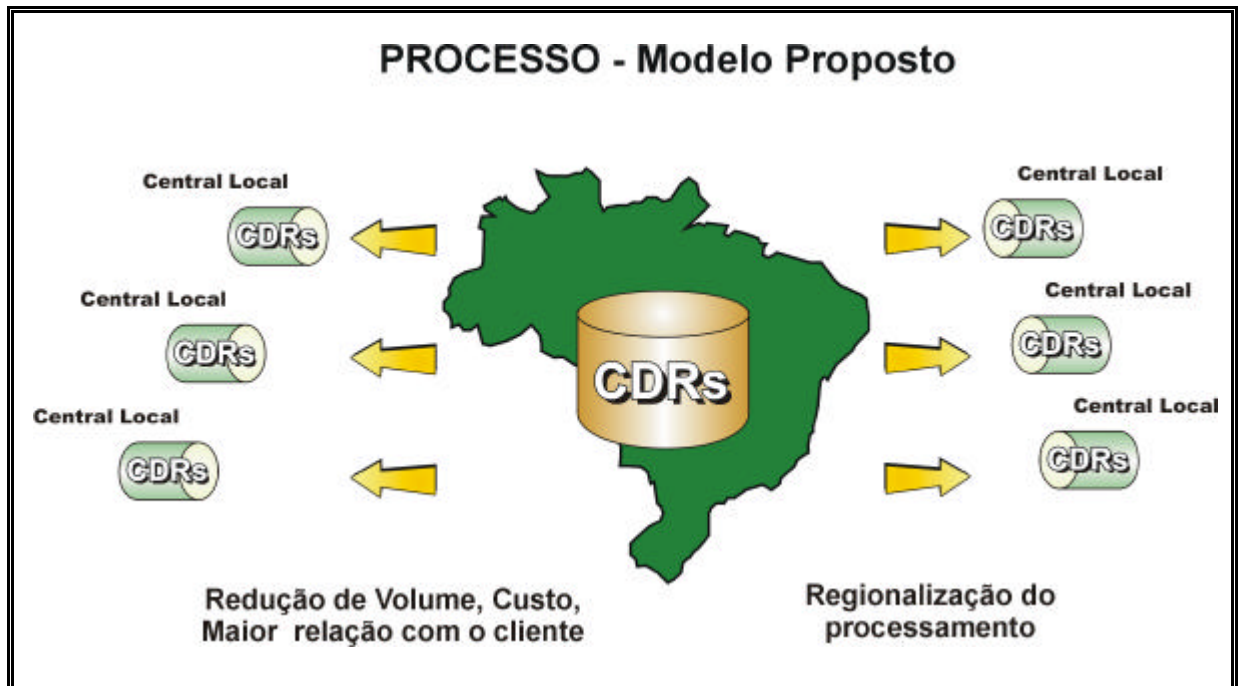 PROCESSO - Modelo Proposto
Central Local
CDRs
Central Local
CDRs
Central Local
CDRs
CDRs
Central Local
CDRs
Central Local
CDRs
Central Local
CDRs
Redução de Volume, Custo,
Maior relação com o cliente
Regionalização do
processamento